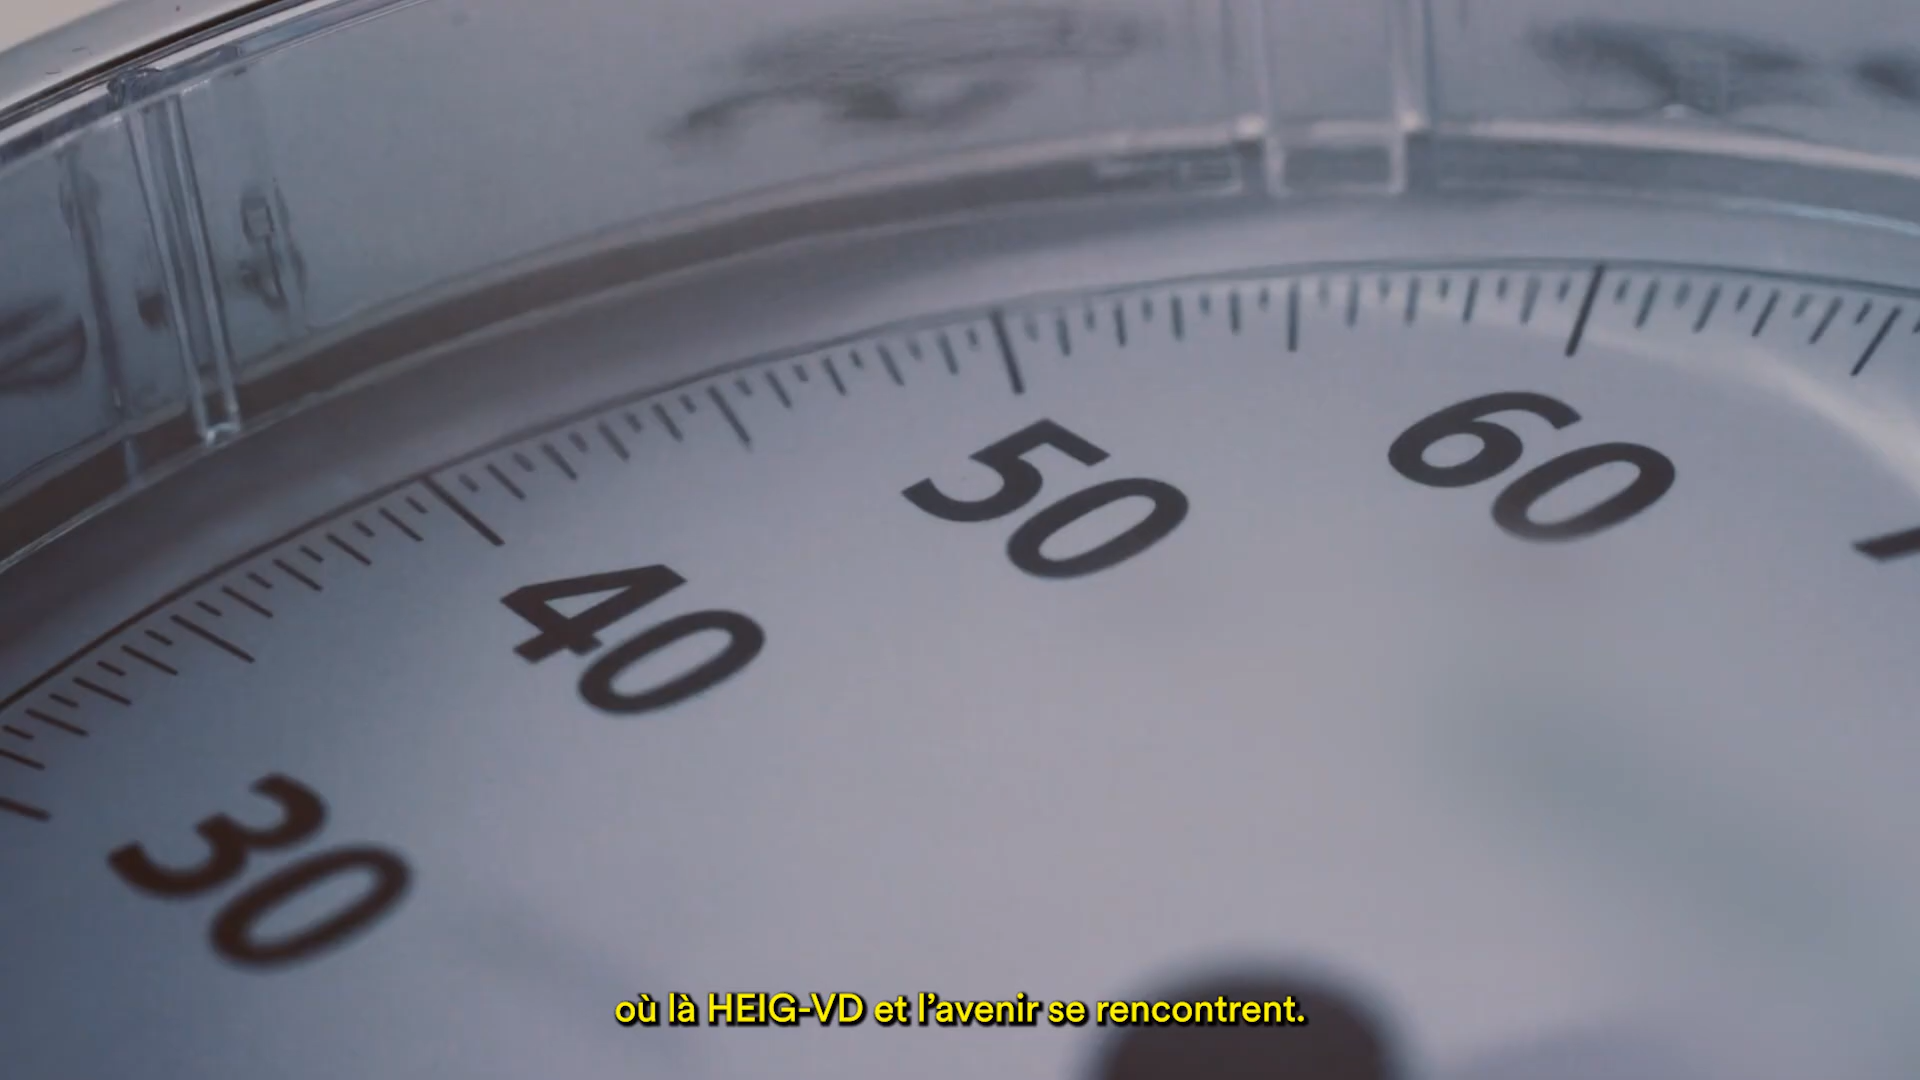 30
40
50
60
où là HEIG-VD et l’avenir se rencontrent.